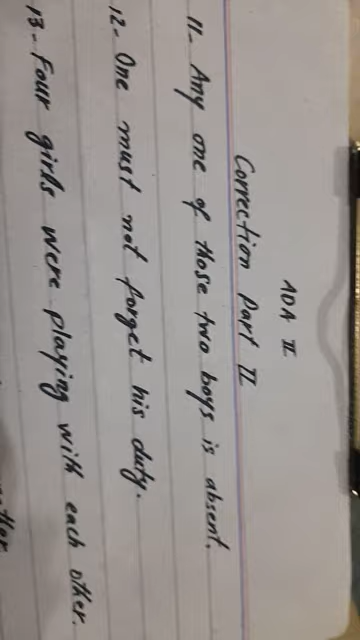 ADA II
Correction Part II
11- Any one of those two boys is absent.
12- One must not forget his duty.
13- Four girls were playing with each other.